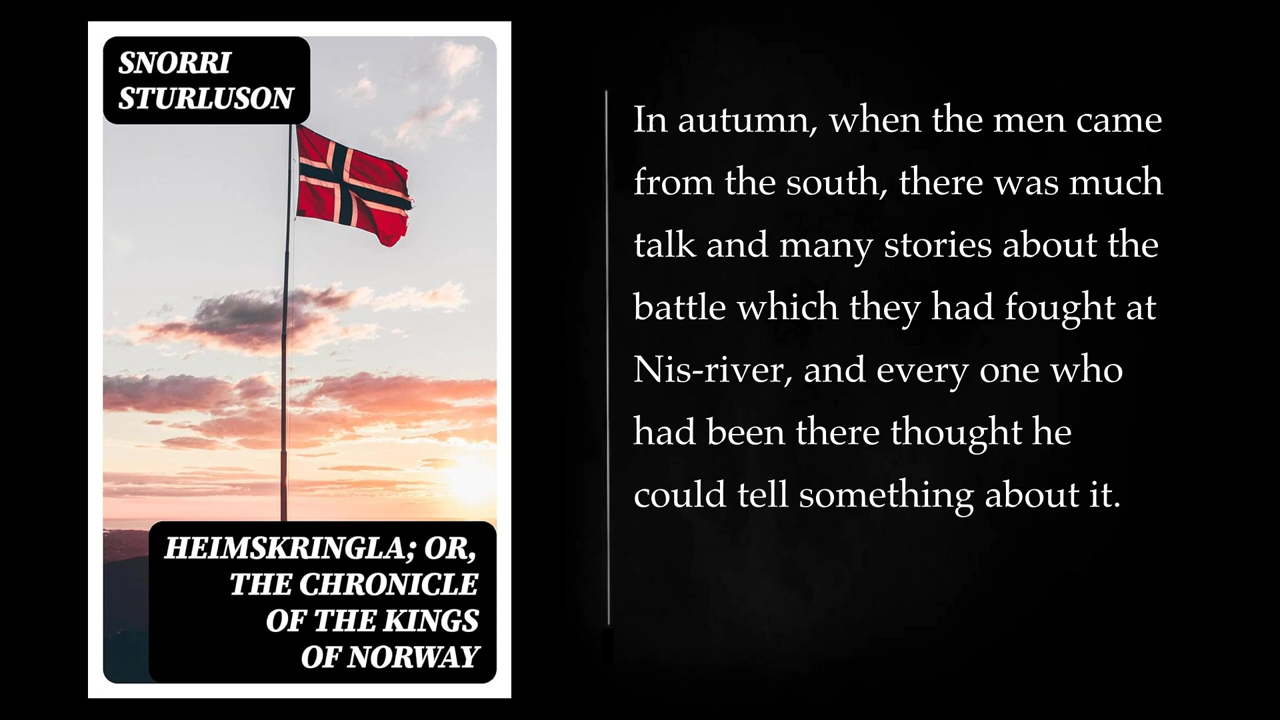 SNORRI
STURLUSON
HEIMSKRINGLA; OR,
THE CHRONICLE
OF THE KINGS
OF NORWAY
In autumn, when the men came
from the south, there was much
talk and many stories about the
battle which they had fought at
Nis-river, and every one who
had been there thought he
could tell something about it.